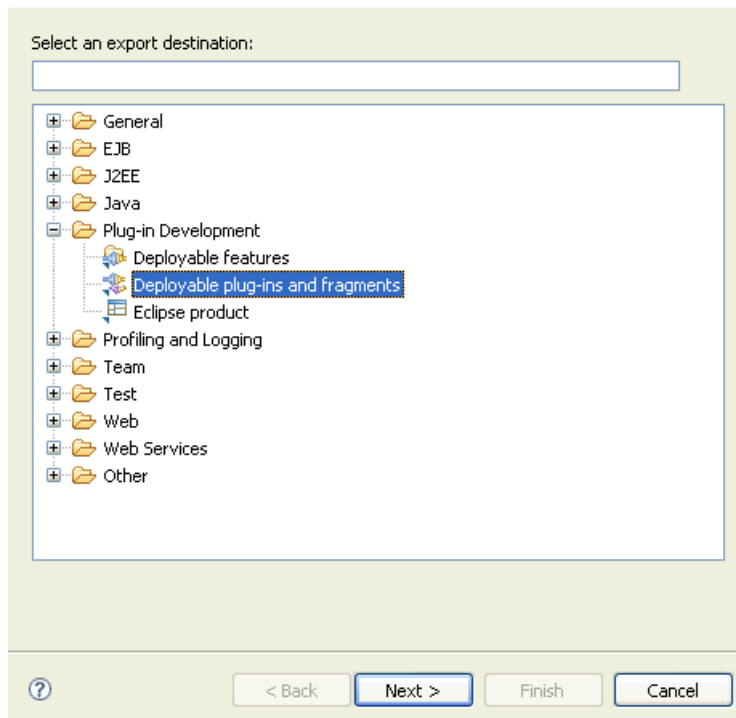 Select an export destination:
General
EJB
J2EE
Java
Plug-in Development
Deployable features
Deployable plug-ins and fragments
Eclipse product
Profiling and Logging
Team
Test
Web
Web Services
Other
? < Back Next > Finish Cancel